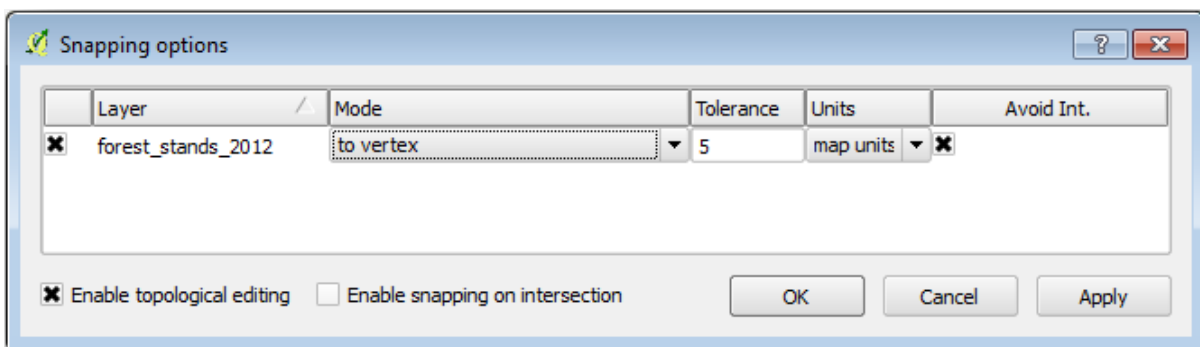 Snapping options
Layer Mode Tolerance Units Avoid Int.
forest_stands_2012 to vertex 5 map units
Enable topological editing Enable snapping on intersection OK Cancel Apply